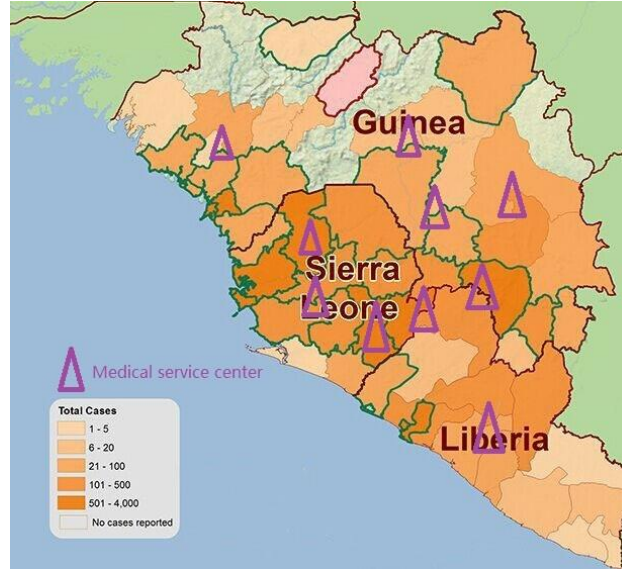 Guinea
Sierra
Leone
Liberia
Medical service center
Total Cases
1 - 5
6 - 20
21 - 100
101 - 500
501 - 4,000
No cases reported